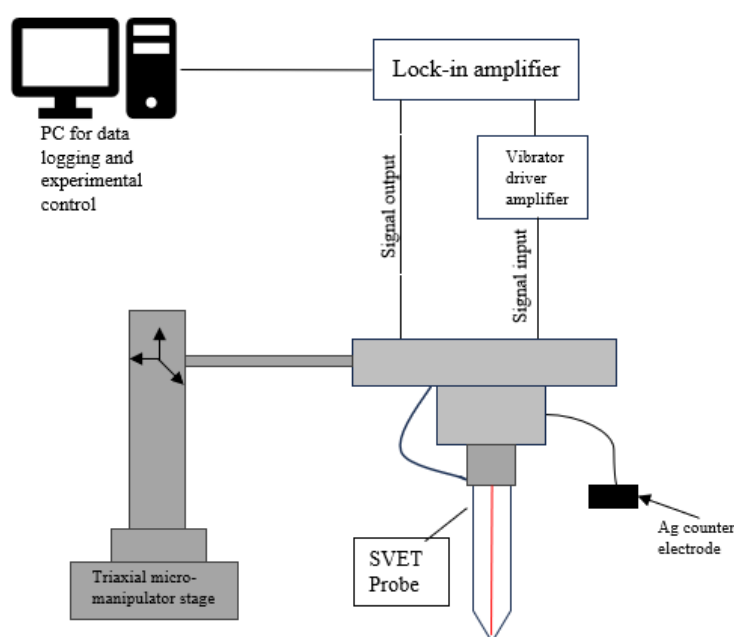 Lock-in amplifier
PC for data
logging and
experimental
control
Vibrator
driver
amplifier
Signal output
Signal input
Ag counter
electrode
SVET
Probe
Triaxial micro-
manipulator stage